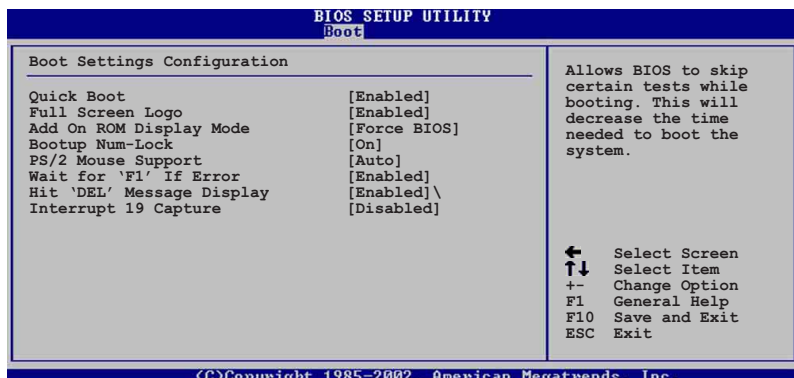 BIOS SETUP UTILITY
Boot
Boot Settings Configuration
Quick Boot [Enabled]
Full Screen Logo [Enabled]
Add On ROM Display Mode [Force BIOS]
Bootup Num-Lock [On]
PS/2 Mouse Support [Auto]
Wait for ‘F1’ If Error [Enabled]
Hit ‘DEL’ Message Display [Enabled]\
Interrupt 19 Capture [Disabled]
Allows BIOS to skip
certain tests while
booting. This will
decrease the time
needed to boot the
system.
← Select Screen
↑↓ Select Item
+- Change Option
F1 General Help
F10 Save and Exit
ESC Exit
(C)Copyright 1985-2002, American Megatrends, Inc